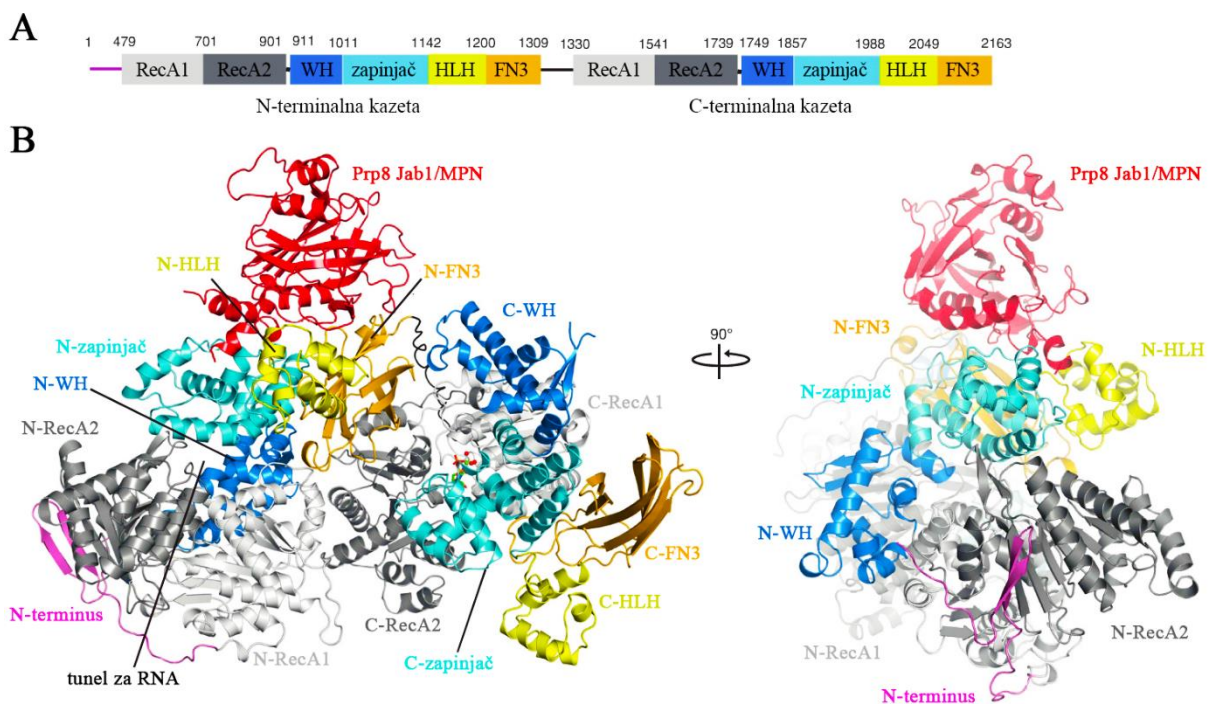 A
1 479 701 901 911 1011 1142 1200 1309 1330 1541 1739 1749 1857 1988 2049 2163
RecA1 RecA2 WH zapinjač HLH FN3 RecA1 RecA2 WH zapinjač HLH FN3
N-terminalna kazeta C-terminalna kazeta
B
Prp8 Jab1/MPN
N-HLH
N-FN3
C-WH
N-zapinjač
N-WH
C-RecA1
N-RecA2
C-FN3
N-terminus
C-HLH
C-RecA2
N-RecA1
C-zapinjač
tunel za RNA
90°
Prp8 Jab1/MPN
N-FN3
N-HLH
N-zapinjač
N-WH
N-RecA1
N-RecA2
N-terminus